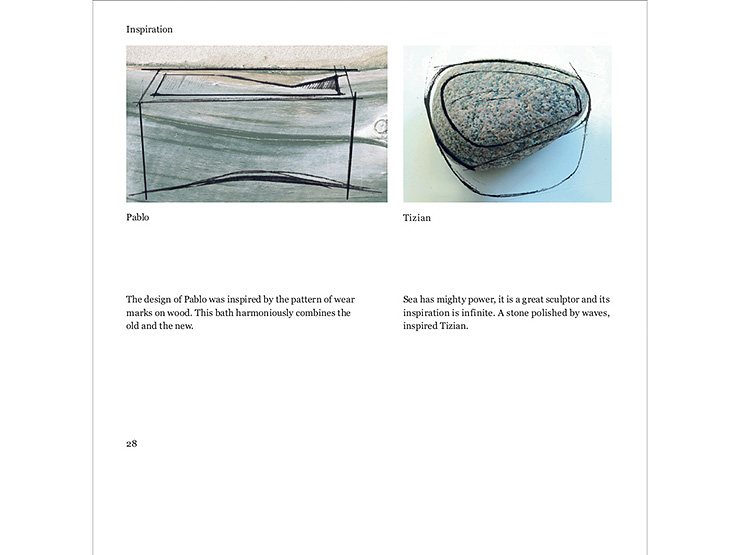 Inspiration
Pablo
Tizian
The design of Pablo was inspired by the pattern of wear
marks on wood. This bath harmoniously combines the
old and the new.
Sea has mighty power, it is a great sculptor and its
inspiration is infinite. A stone polished by waves,
inspired Tizian.
28